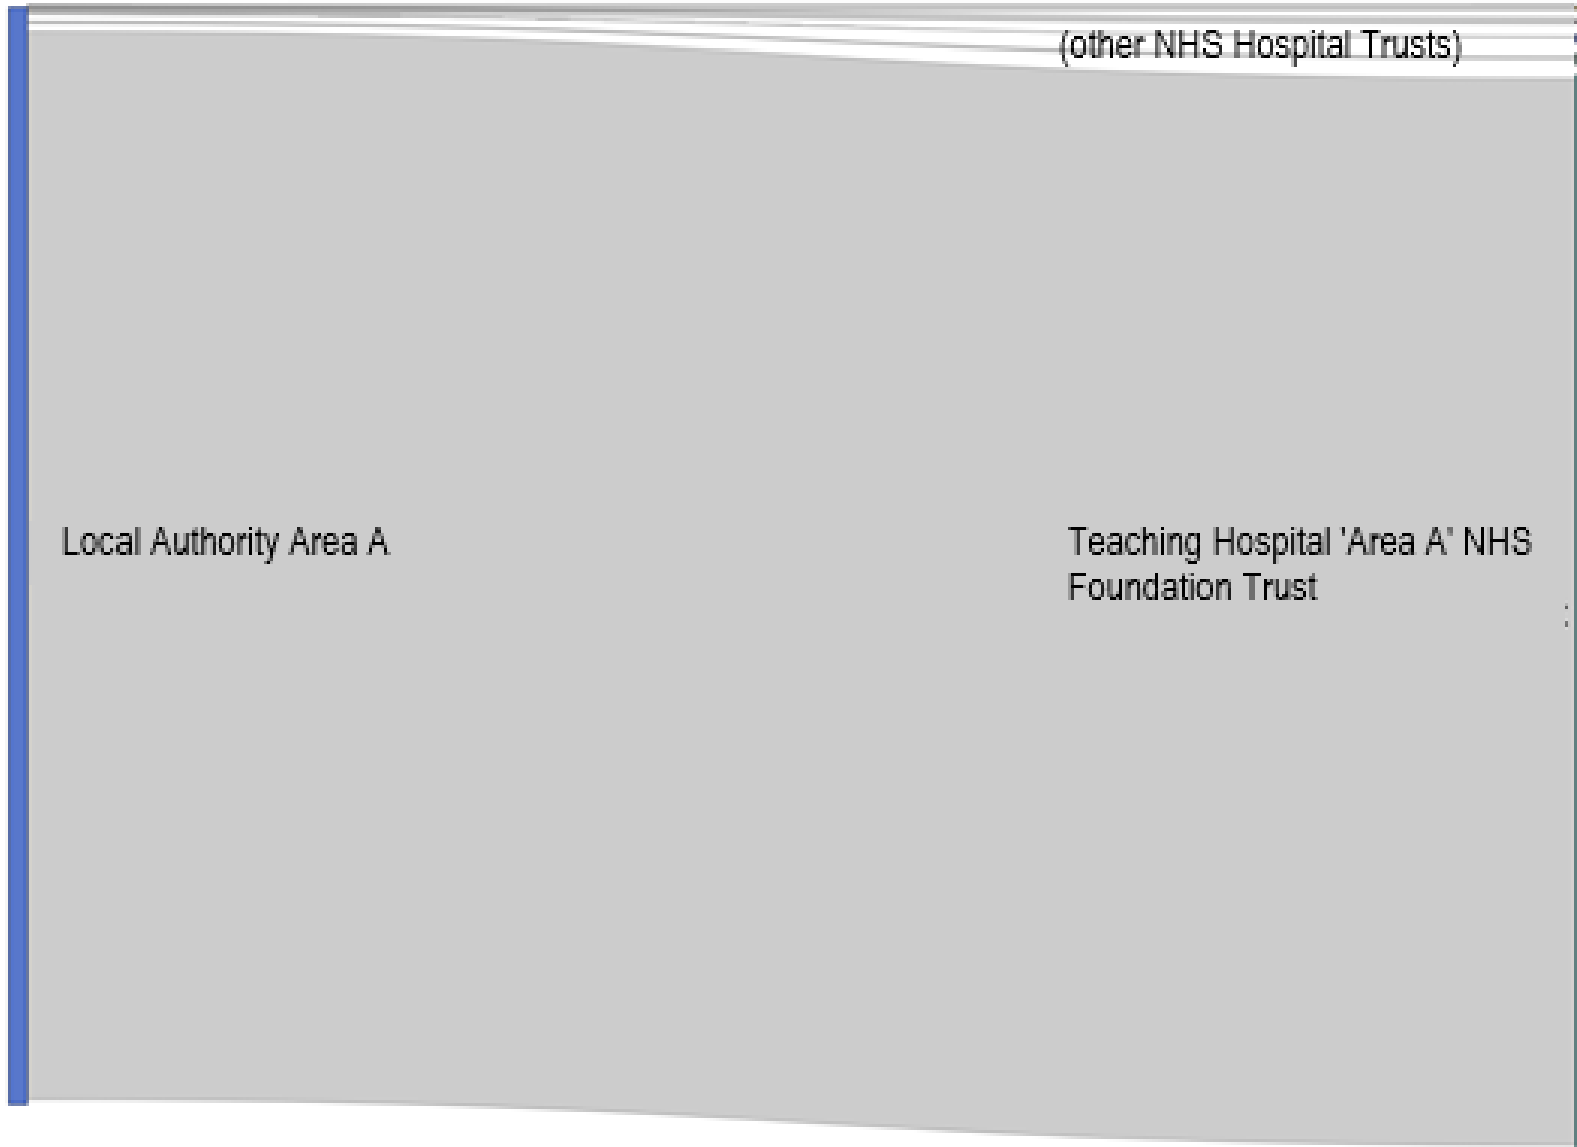 (other NHS Hospital Trusts)
Local Authority Area A
Teaching Hospital 'Area A' NHS
Foundation Trust